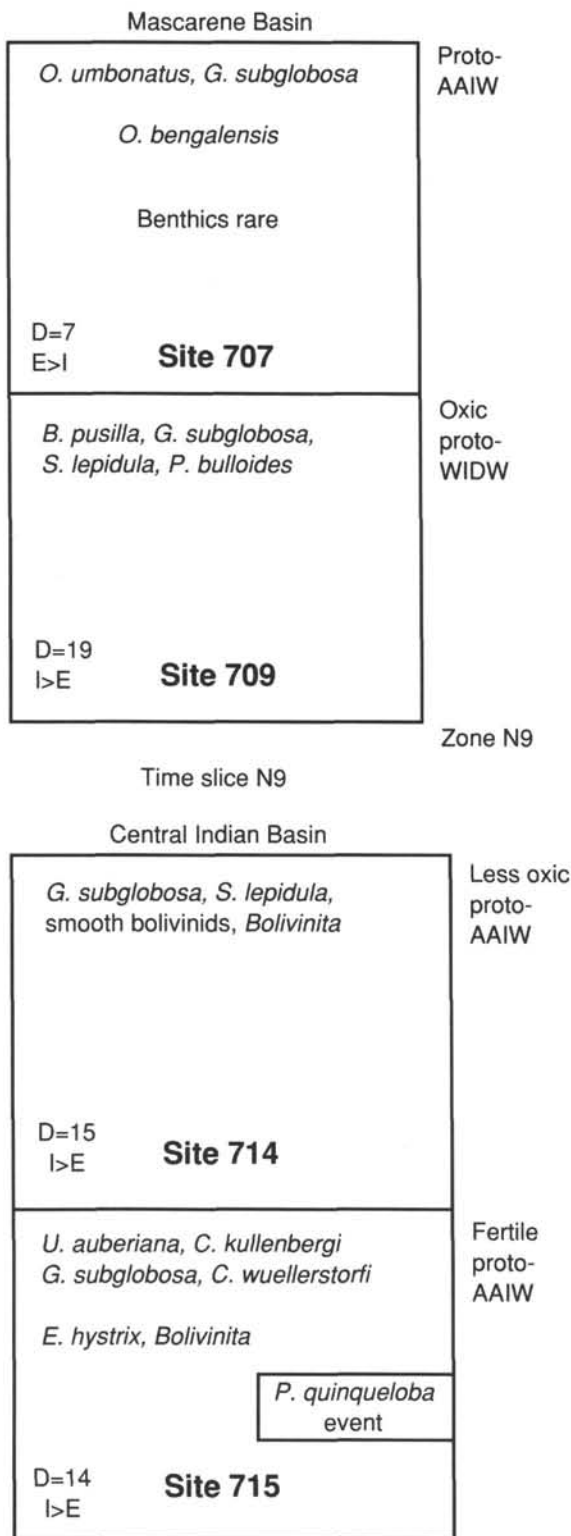 Mascarene Basin
O. umbonatus, G. subglobosa
O. bengalensis
Benthics rare
D=7
E>I
Site 707
Proto-
AAIW
B. pusilla, G. subglobosa,
S. lepidula, P. bulloides
D=19
I>E
Site 709
Oxic
proto-
WIDW
Zone N9
Time slice N9
Central Indian Basin
G. subglobosa, S. lepidula,
smooth bolivinids, Bolivinita
D=15
I>E
Site 714
Less oxic
proto-
AAIW
U. auberiana, C. kullenbergi
G. subglobosa, C. wuellerstorfi
E. hystrix, Bolivinita
P. quinqueloba
event
D=14
I>E
Site 715
Fertile
proto-
AAIW